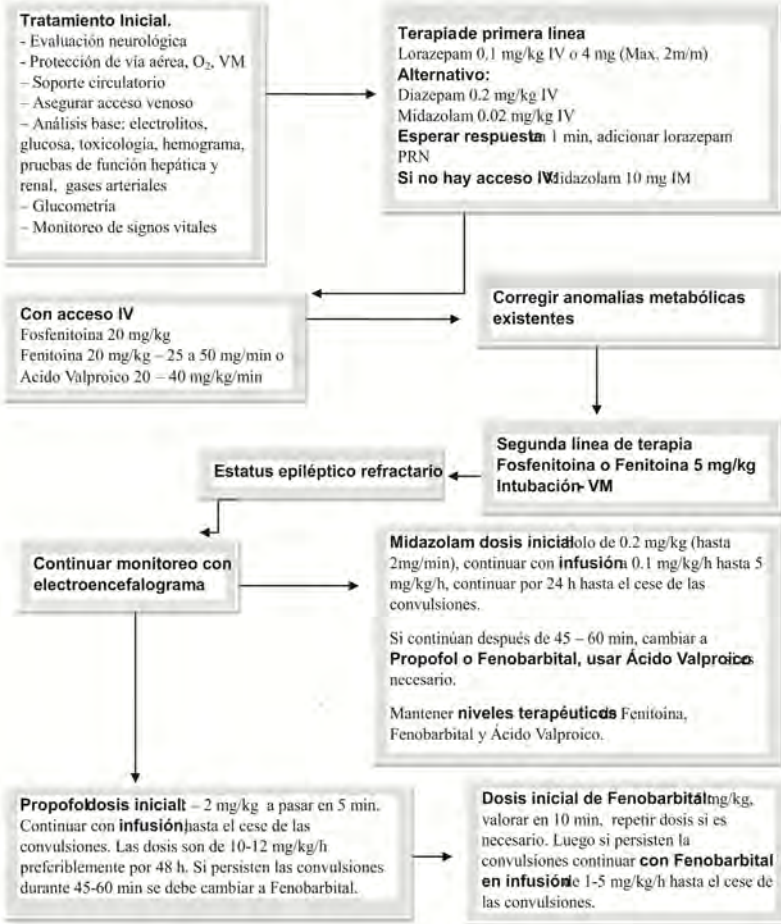 Tratamiento Inicial.
- Evaluación neurológica
- Protección de vía aérea, O₂, VM
– Soporte circulatorio
– Asegurar acceso venoso
– Análisis base: electrolitos,
glucosa, toxicología, hemograma,
pruebas de función hepática y
renal, gases arteriales
– Glucometría
– Monitoreo de signos vitales
Terapia de primera línea
Lorazepam 0.1 mg/kg IV o 4 mg (Max. 2m/m)
Alternativo:
Diazepam 0.2 mg/kg IV
Midazolam 0.02 mg/kg IV
Esperar respuesta 1 min, adicionar lorazepam
PRN
Si no hay acceso IV: Midazolam 10 mg IM
Con acceso IV
Fosfenitoina 20 mg/kg
Fenitoina 20 mg/kg – 25 a 50 mg/min o
Acido Valproico 20 – 40 mg/kg/min
Corregir anomalías metabólicas
existentes
Segunda línea de terapia
Fosfenitoina o Fenitoina 5 mg/kg
Intubación- VM
Estatus epiléptico refractario
Continuar monitoreo con
electroencefalograma
Midazolam dosis inicial de 0.2 mg/kg (hasta
2mg/min), continuar con infusión 0.1 mg/kg/h hasta 5
mg/kg/h, continuar por 24 h hasta el cese de las
convulsiones.
Si continúan después de 45 – 60 min, cambiar a
Propofol o Fenobarbital, usar Ácido Valproico
necesario.
Mantener niveles terapéuticos Fenitoina,
Fenobarbital y Ácido Valproico.
Propofol dosis inicial – 2 mg/kg a pasar en 5 min.
Continuar con infusión hasta el cese de las
convulsiones. Las dosis son de 10-12 mg/kg/h
preferiblemente por 48 h. Si persisten las convulsiones
durante 45-60 min se debe cambiar a Fenobarbital.
Dosis inicial de Fenobarbital mg/kg,
valorar en 10 min, repetir dosis si es
necesario. Luego si persisten la
convulsiones continuar con Fenobarbital
en infusión de 1-5 mg/kg/h hasta el cese de
las convulsiones.